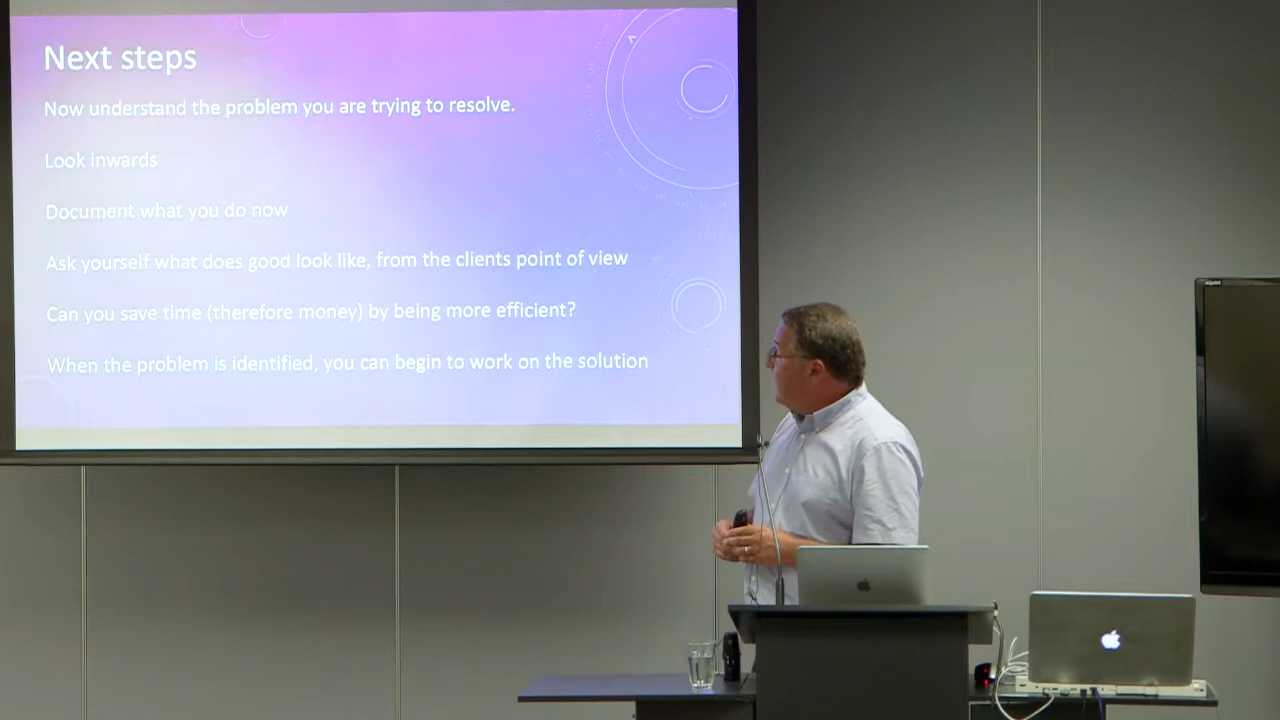 Next steps
Now understand the problem you are trying to resolve.
Look inwards
Document what you do now
Ask yourself what does good look like, from the clients point of view
Can you save time (therefore money) by being more efficient?
When the problem is identified, you can begin to work on the solution